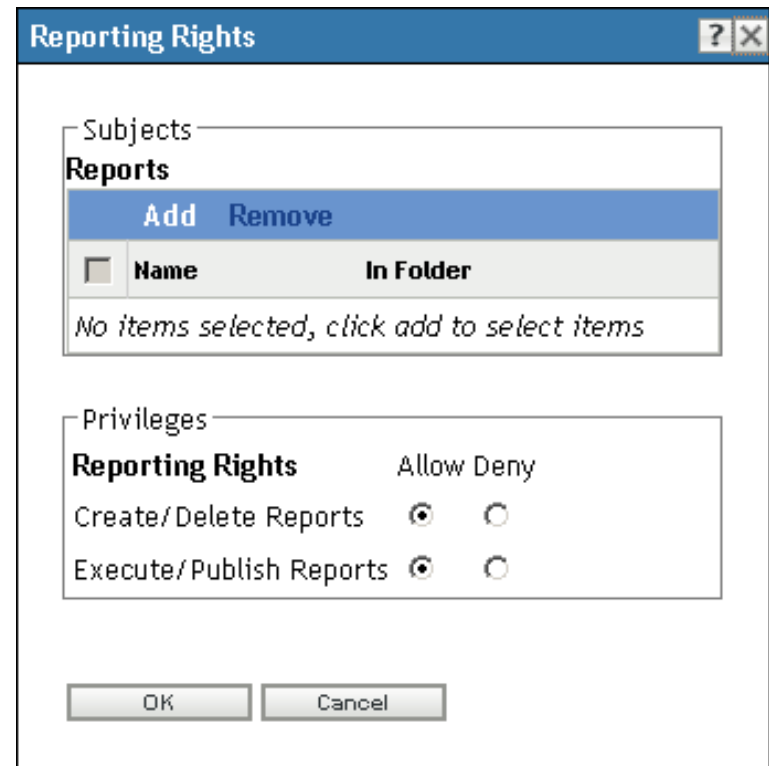 Reporting Rights ?
Subjects
Reports
Add Remove
Name In Folder
No items selected, click add to select items
Privileges
Reporting Rights Allow Deny
Create/Delete Reports
Execute/Publish Reports
OK Cancel